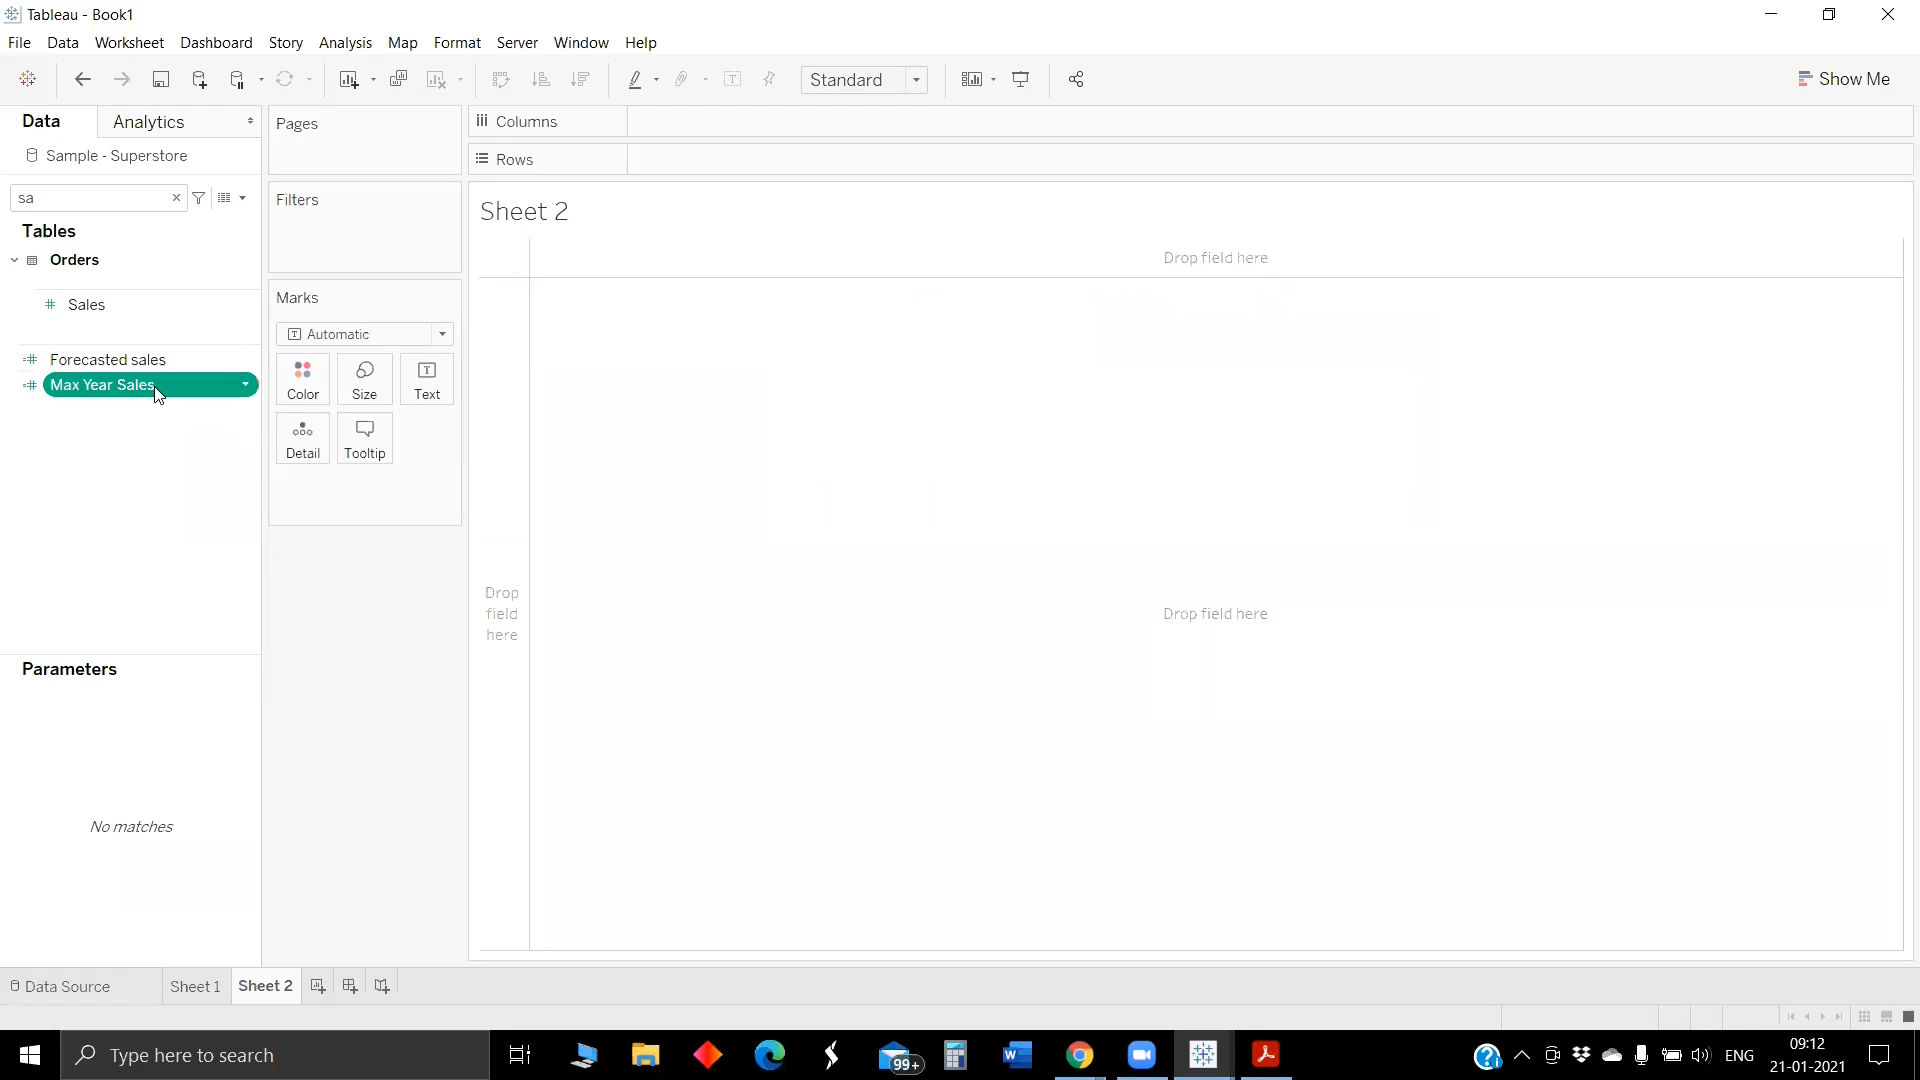 Tableau - Book1
File Data Worksheet Dashboard Story Analysis Map Format Server Window Help
Standard
Show Me
Data
Analytics
Sample - Superstore
sa
Tables
Orders
Sales
Forecasted sales
Max Year Sales
Parameters
No matches
Pages
Filters
Marks
Automatic
Color
Size
Text
Detail
Tooltip
Columns
Rows
Sheet 2
Drop field here
Drop
field
here
Drop field here
Data Source
Sheet 1
Sheet 2
Type here to search
99+
ENG
09:12
21-01-2021